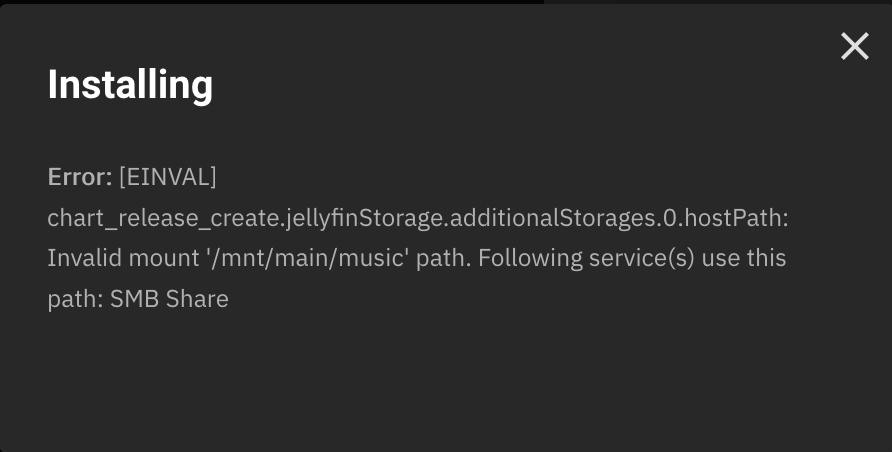 Installing
Error: [EINVAL]
chart_release_create.jellyfinStorage.additionalStorages.0.hostPath:
Invalid mount '/mnt/main/music' path. Following service(s) use this
path: SMB Share